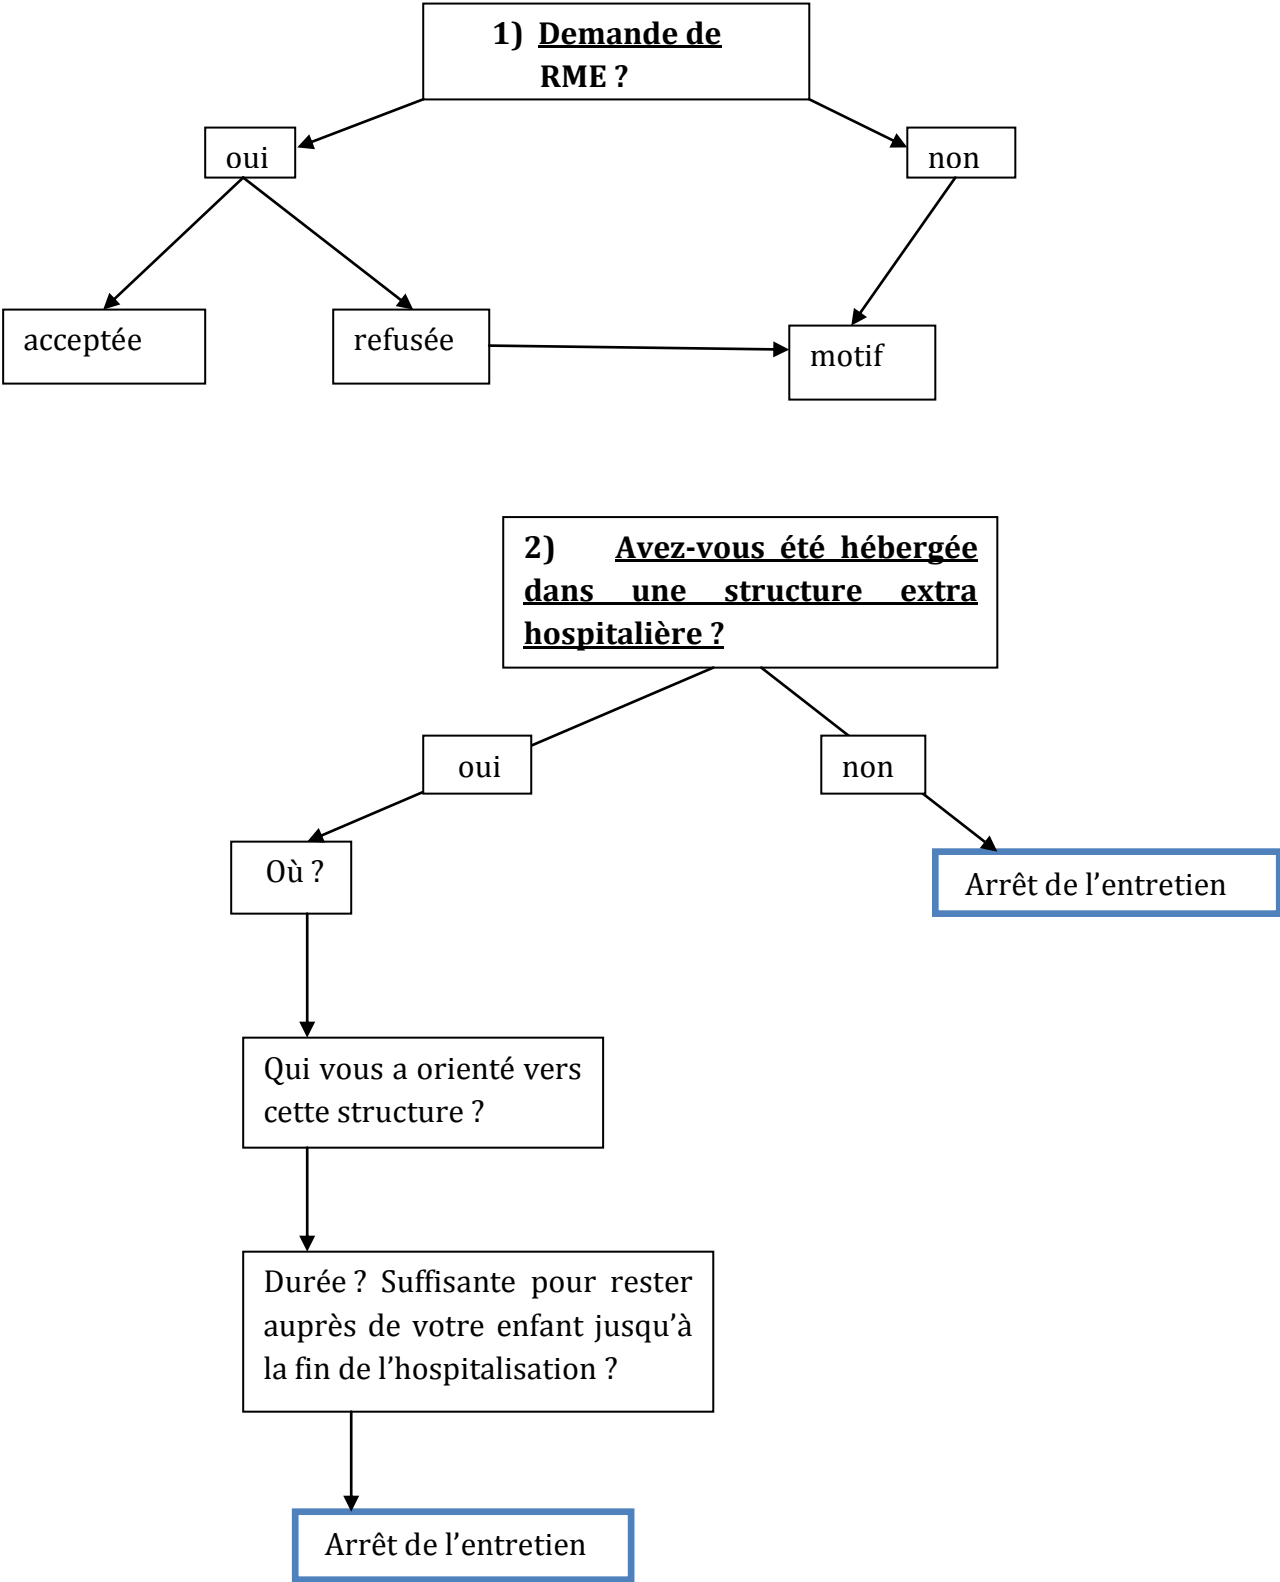 1) Demande de
RME ?
oui
non
acceptée
refusée
motif
2) Avez-vous été hébergée
dans une structure extra
hospitalière ?
oui
non
Où ?
Arrêt de l’entretien
Qui vous a orienté vers
cette structure ?
Durée ? Suffisante pour rester
auprès de votre enfant jusqu’à
la fin de l’hospitalisation ?
Arrêt de l’entretien